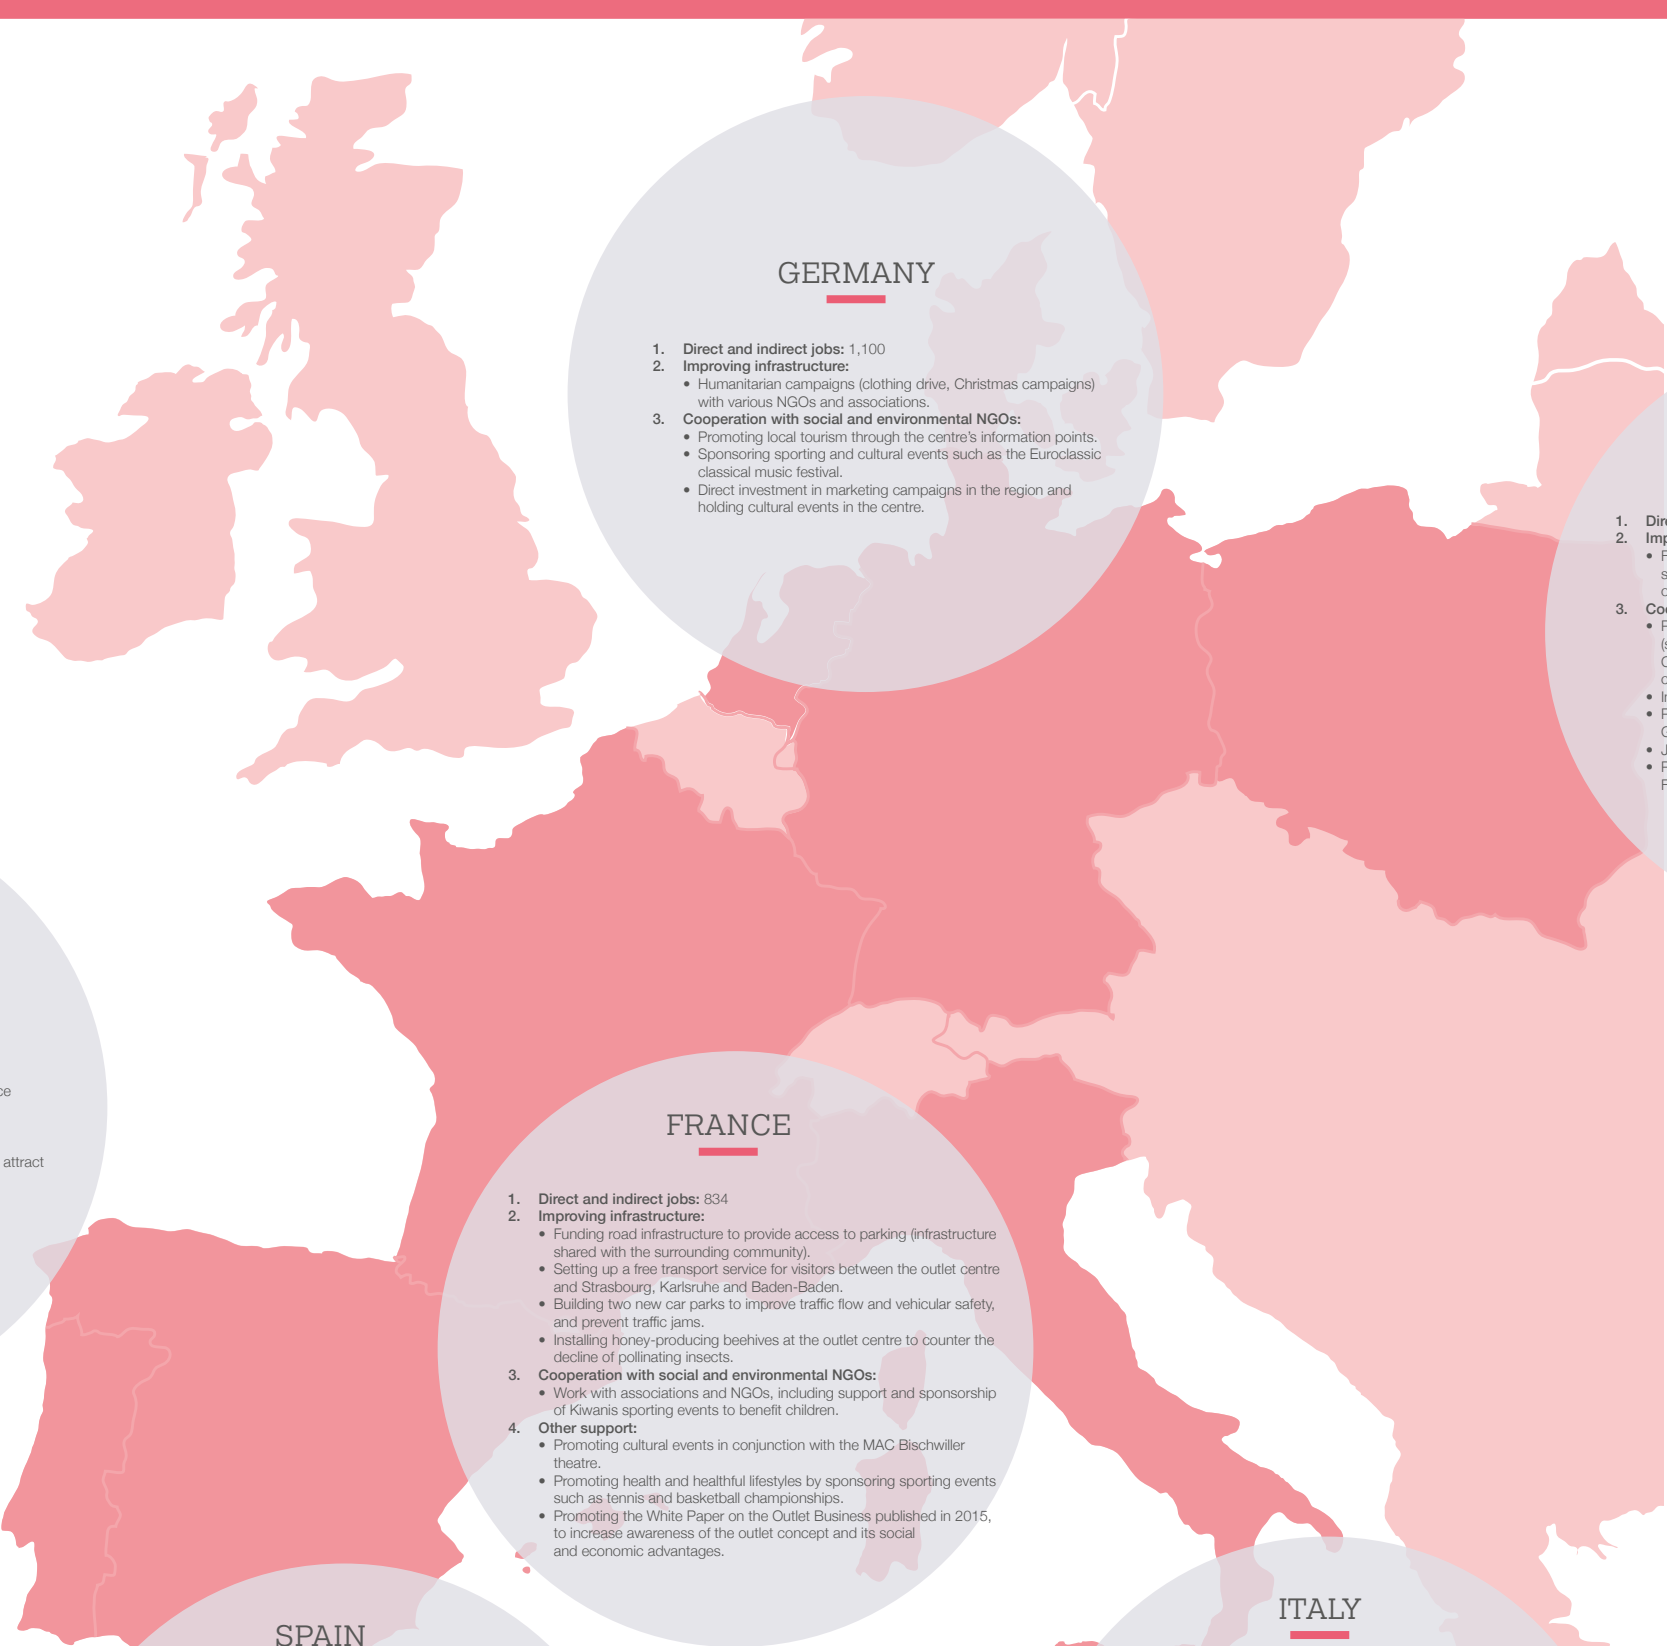 GERMANY
1. Direct and indirect jobs: 1,100
2. Improving infrastructure:
• Humanitarian campaigns (clothing drive, Christmas campaigns)
with various NGOs and associations.
3. Cooperation with social and environmental NGOs:
• Promoting local tourism through the centre's information points.
• Sponsoring sporting and cultural events such as the Euroclassic
classical music festival.
• Direct investment in marketing campaigns in the region and
holding cultural events in the centre.
1.
2.
3.
attract
FRANCE
1. Direct and indirect jobs: 834
2. Improving infrastructure:
• Funding road infrastructure to provide access to parking (infrastructure
shared with the surrounding community).
• Setting up a free transport service for visitors between the outlet centre
and Strasbourg, Karlsruhe and Baden-Baden.
• Building two new car parks to improve traffic flow and vehicular safety,
and prevent traffic jams.
• Installing honey-producing beehives at the outlet centre to counter the
decline of pollinating insects.
3. Cooperation with social and environmental NGOs:
• Work with associations and NGOs, including support and sponsorship
of Kiwanis sporting events to benefit children.
4. Other support:
• Promoting cultural events in conjunction with the MAC Bischwiller
theatre.
• Promoting health and healthful lifestyles by sponsoring sporting events
such as tennis and basketball championships.
• Promoting the White Paper on the Outlet Business published in 2015,
to increase awareness of the outlet concept and its social
and economic advantages.
SPAIN
ITALY